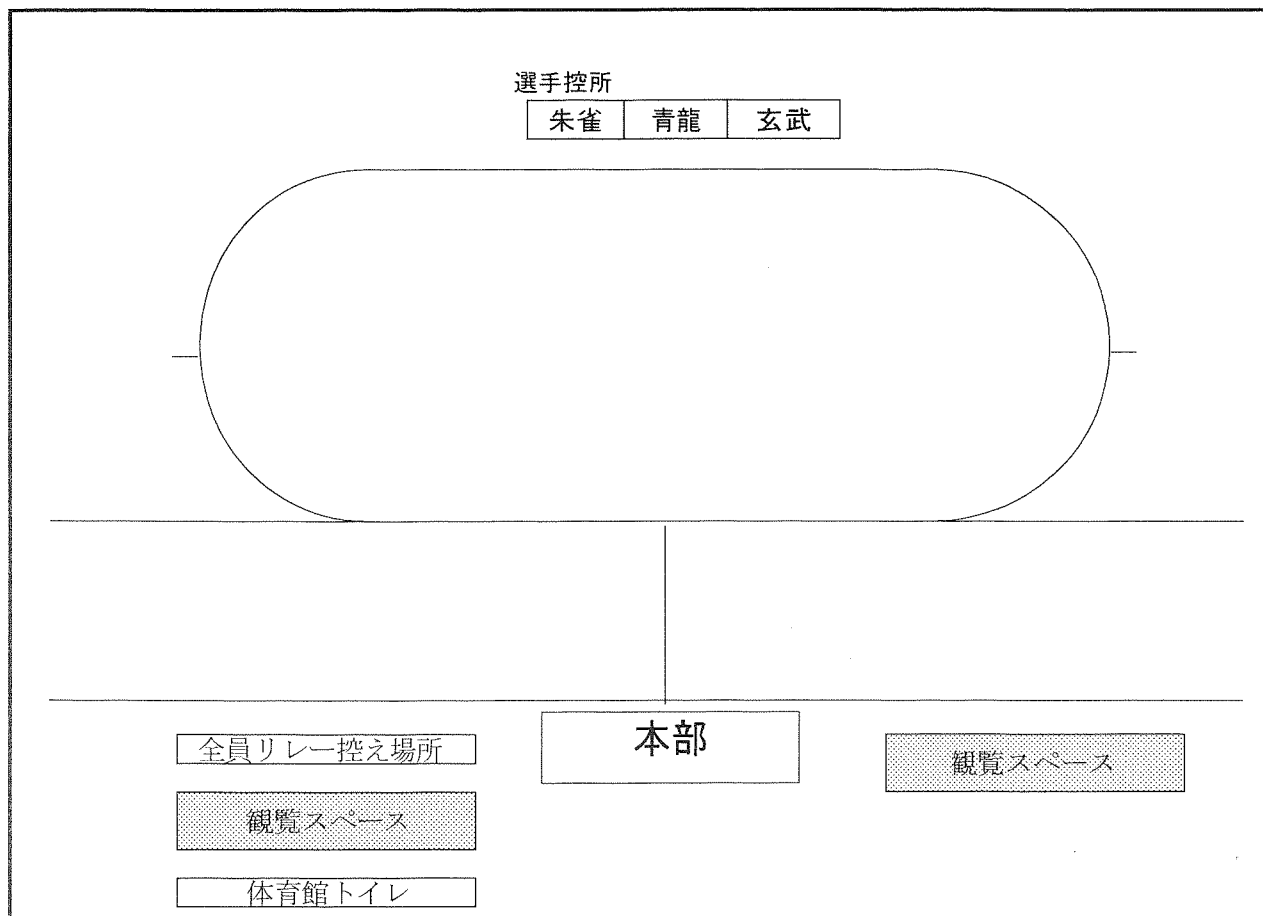 選手控所
朱雀 青龍 玄武
本部
全員リレー控え場所
観覧スペース
観覧スペース
体育館トイレ